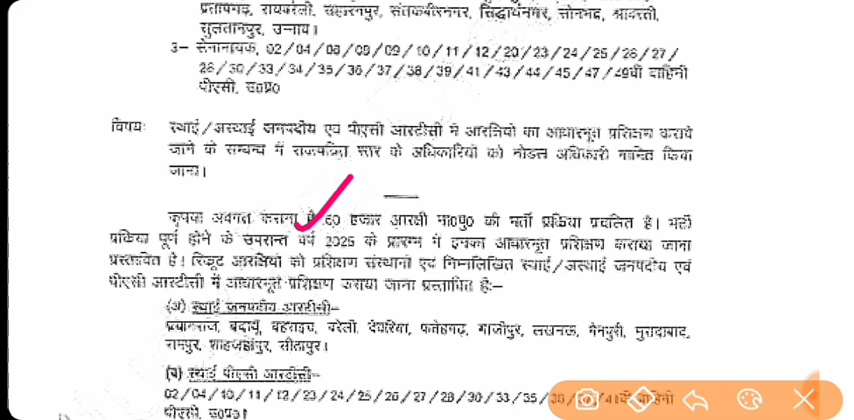 प्रतापगढ़, रायबरेली, सहारनपुर, संतकबीरनगर, सिद्धार्थनगर, सोनभद्र, श्रावस्ती,
सुलतानपुर, उन्नाव।
3– सेनानायक, 02/04/06/08/09/10/11/12/20/23/24/25/26/27/
28/30/33/34/35/36/37/38/39/41/43/44/45/47/49वीं वाहिनी
पीएसी, उ0प्र0
विषयः स्थाई/अस्थाई जनपदीय एवं पीएसी आरटीसी में आरक्षियों का आधारभूत प्रशिक्षण कराये
जाने के सम्बन्ध में राजपत्रित स्तर के अधिकारियों को नोडल अधिकारी नामित किया
जाना।
कृपया अवगत कराना है 60 हजार आरक्षी ना0पु0 की भर्ती प्रक्रिया प्रचलित है। भर्ती
प्रकिया पूर्ण होने के उपरान्त वर्ष 2025 के प्रारम्भ में इनका आधारभूत प्रशिक्षण कराया जाना
प्रस्तावित है। रिक्रूट आरक्षियों को प्रशिक्षण संस्थानों एवं निम्नलिखित स्थाई/अस्थाई जनपदीय एवं
पीएसी आरटीसी में आधारभूत प्रशिक्षण कराया जाना प्रस्तावित है:–
(अ) स्थाई जनपदीय आरटीसी–
प्रयागराज, बदायूँ, बहराइच, बरेली, देवरिया, फतेहगढ़, गाजीपुर, लखनऊ, मैनपुरी, मुरादाबाद,
रामपुर, शाहजहांपुर, सीतापुर।
(ब) स्थाई पीएसी आरटीसी–
02/04/10/11/12/23/24/25/26/27/28/30/33/35/ वाहिनी
पीएसी, उ0प्र0।